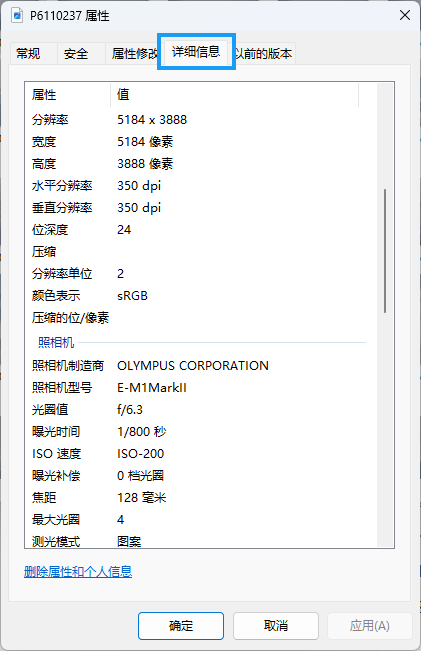 P6110237 属性
常规 安全 属性修改 详细信息 以前的版本
属性 值
分辨率 5184 x 3888
宽度 5184 像素
高度 3888 像素
水平分辨率 350 dpi
垂直分辨率 350 dpi
位深度 24
压缩
分辨率单位 2
颜色表示 sRGB
压缩的位/像素
照相机
照相机制造商 OLYMPUS CORPORATION
照相机型号 E-M1MarkII
光圈值 f/6.3
曝光时间 1/800 秒
ISO 速度 ISO-200
曝光补偿 0 档光圈
焦距 128 毫米
最大光圈 4
测光模式 图案
删除属性和个人信息
确定 取消 应用(A)